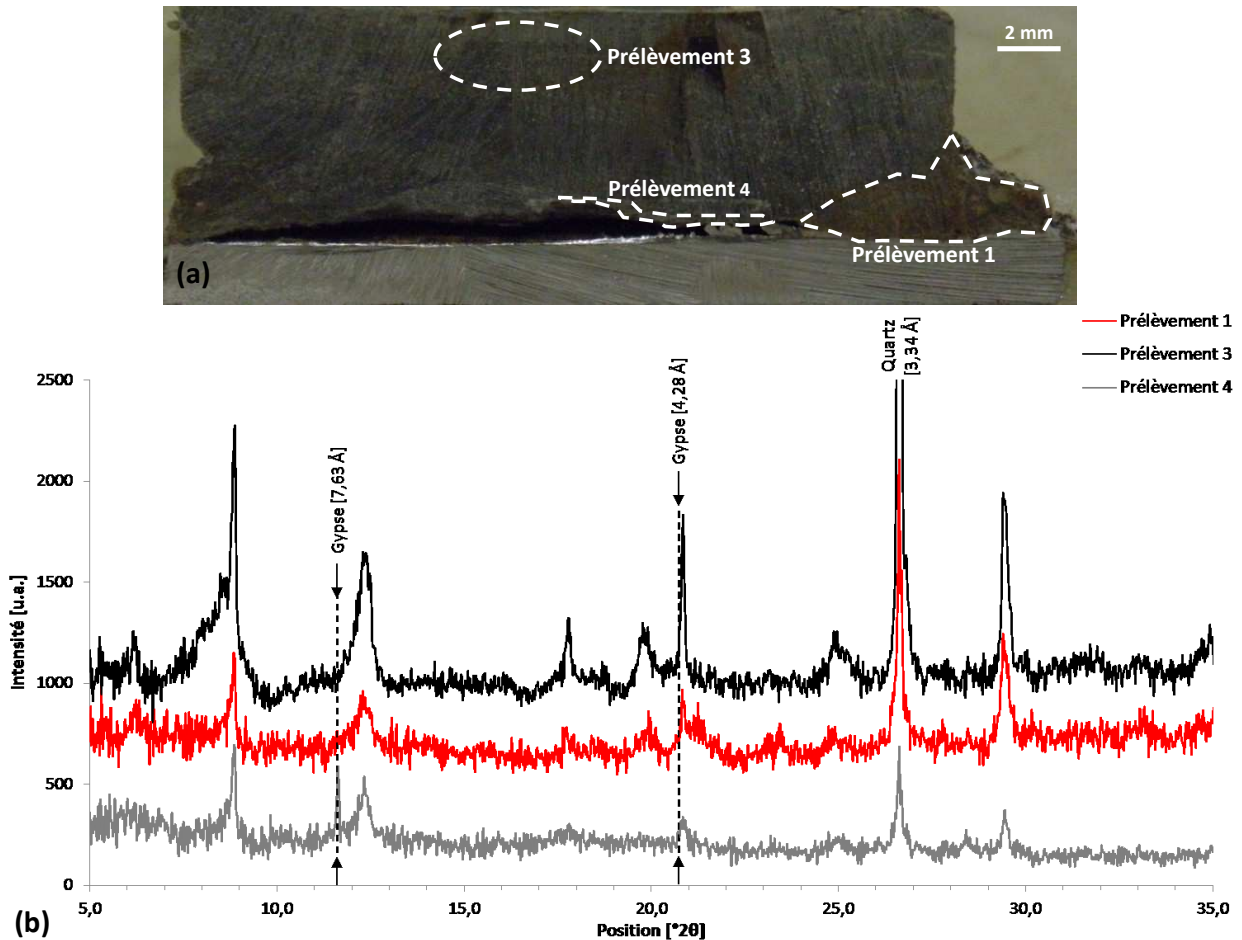 2 mm
Prélèvement 3
Prélèvement 4
Prélèvement 1
(a)
Prélèvement 1
Prélèvement 3
Prélèvement 4
Quartz
[3,34 Å]
Gypse [4,28 Å]
Gypse [7,63 Å]
2500
2000
1500
1000
500
0
Intensité [u.a.]
5,0 10,0 15,0 20,0 25,0 30,0 35,0
Position [°2θ]
(b)